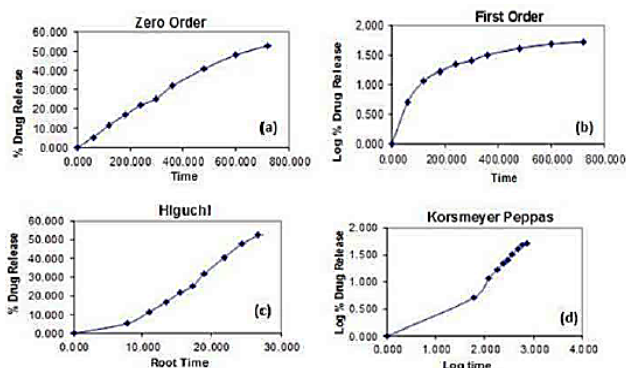 Zero Order
60.000
50.000
40.000
30.000
20.000
10.000
0.000
% Drug Release
0.000 200.000 400.000 600.000 800.000
Time
(a)
First Order
2.000
1.500
1.000
0.500
0.000
Log % Drug Release
0.000 200.000 400.000 600.000 800.000
Time
(b)
Higuchi
60.000
50.000
40.000
30.000
20.000
10.000
0.000
% Drug Release
0.000 10.000 20.000 30.000
Root Time
(c)
Korsmeyer Peppas
2.000
1.500
1.000
0.500
0.000
Log % Drug Release
0.000 1.000 2.000 3.000 4.000
Log time
(d)